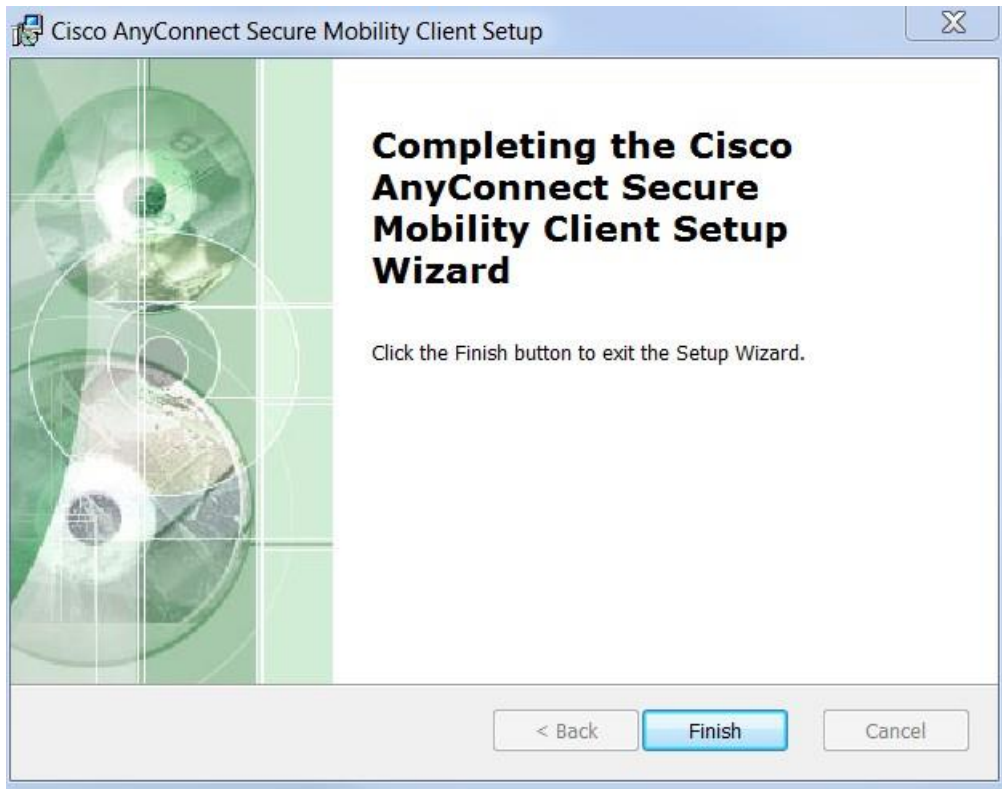 Cisco AnyConnect Secure Mobility Client Setup
Completing the Cisco
AnyConnect Secure
Mobility Client Setup
Wizard
Click the Finish button to exit the Setup Wizard.
< Back
Finish
Cancel